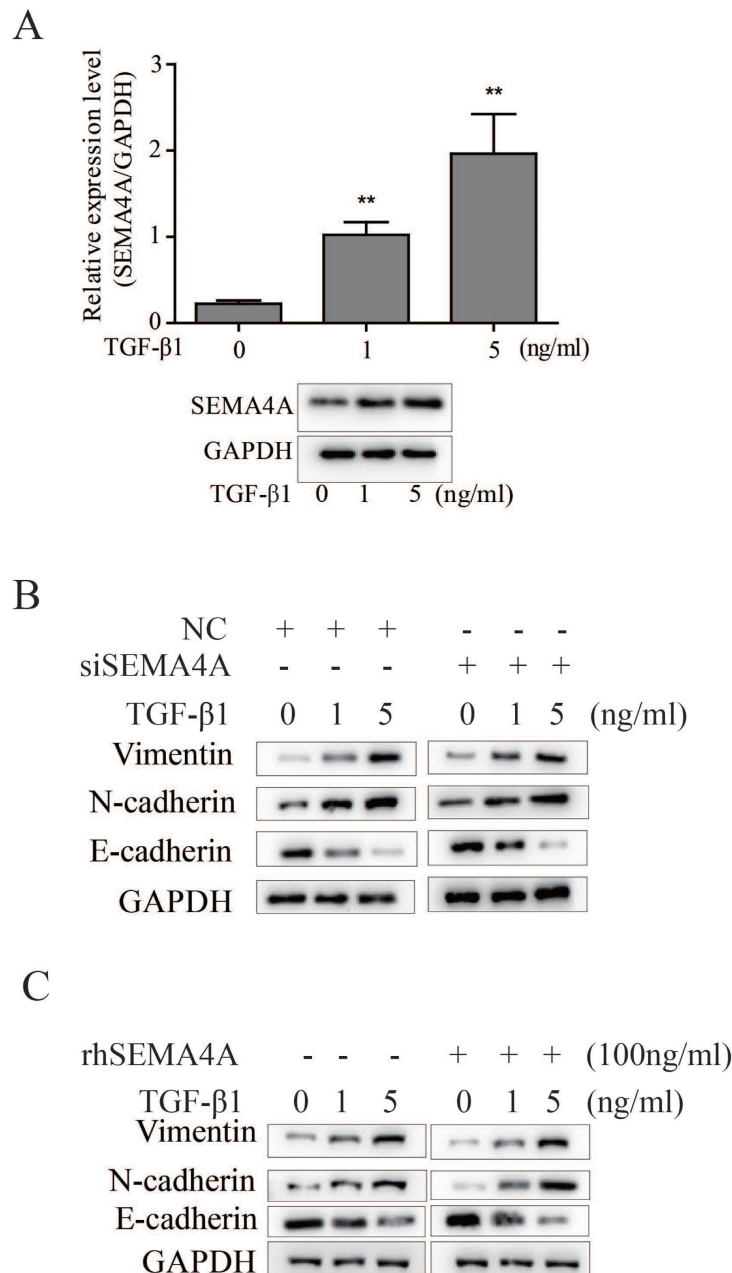 A
Relative expression level
(SEMA4A/GAPDH)
3
2
1
0
**
**
TGF-β1 0 1 5 (ng/ml)
SEMA4A
GAPDH
TGF-β1 0 1 5 (ng/ml)
B
NC + + + - - -
siSEMA4A - - - + + +
TGF-β1 0 1 5 0 1 5 (ng/ml)
Vimentin
N-cadherin
E-cadherin
GAPDH
C
rhSEMA4A - - - + + + (100ng/ml)
TGF-β1 0 1 5 0 1 5 (ng/ml)
Vimentin
N-cadherin
E-cadherin
GAPDH